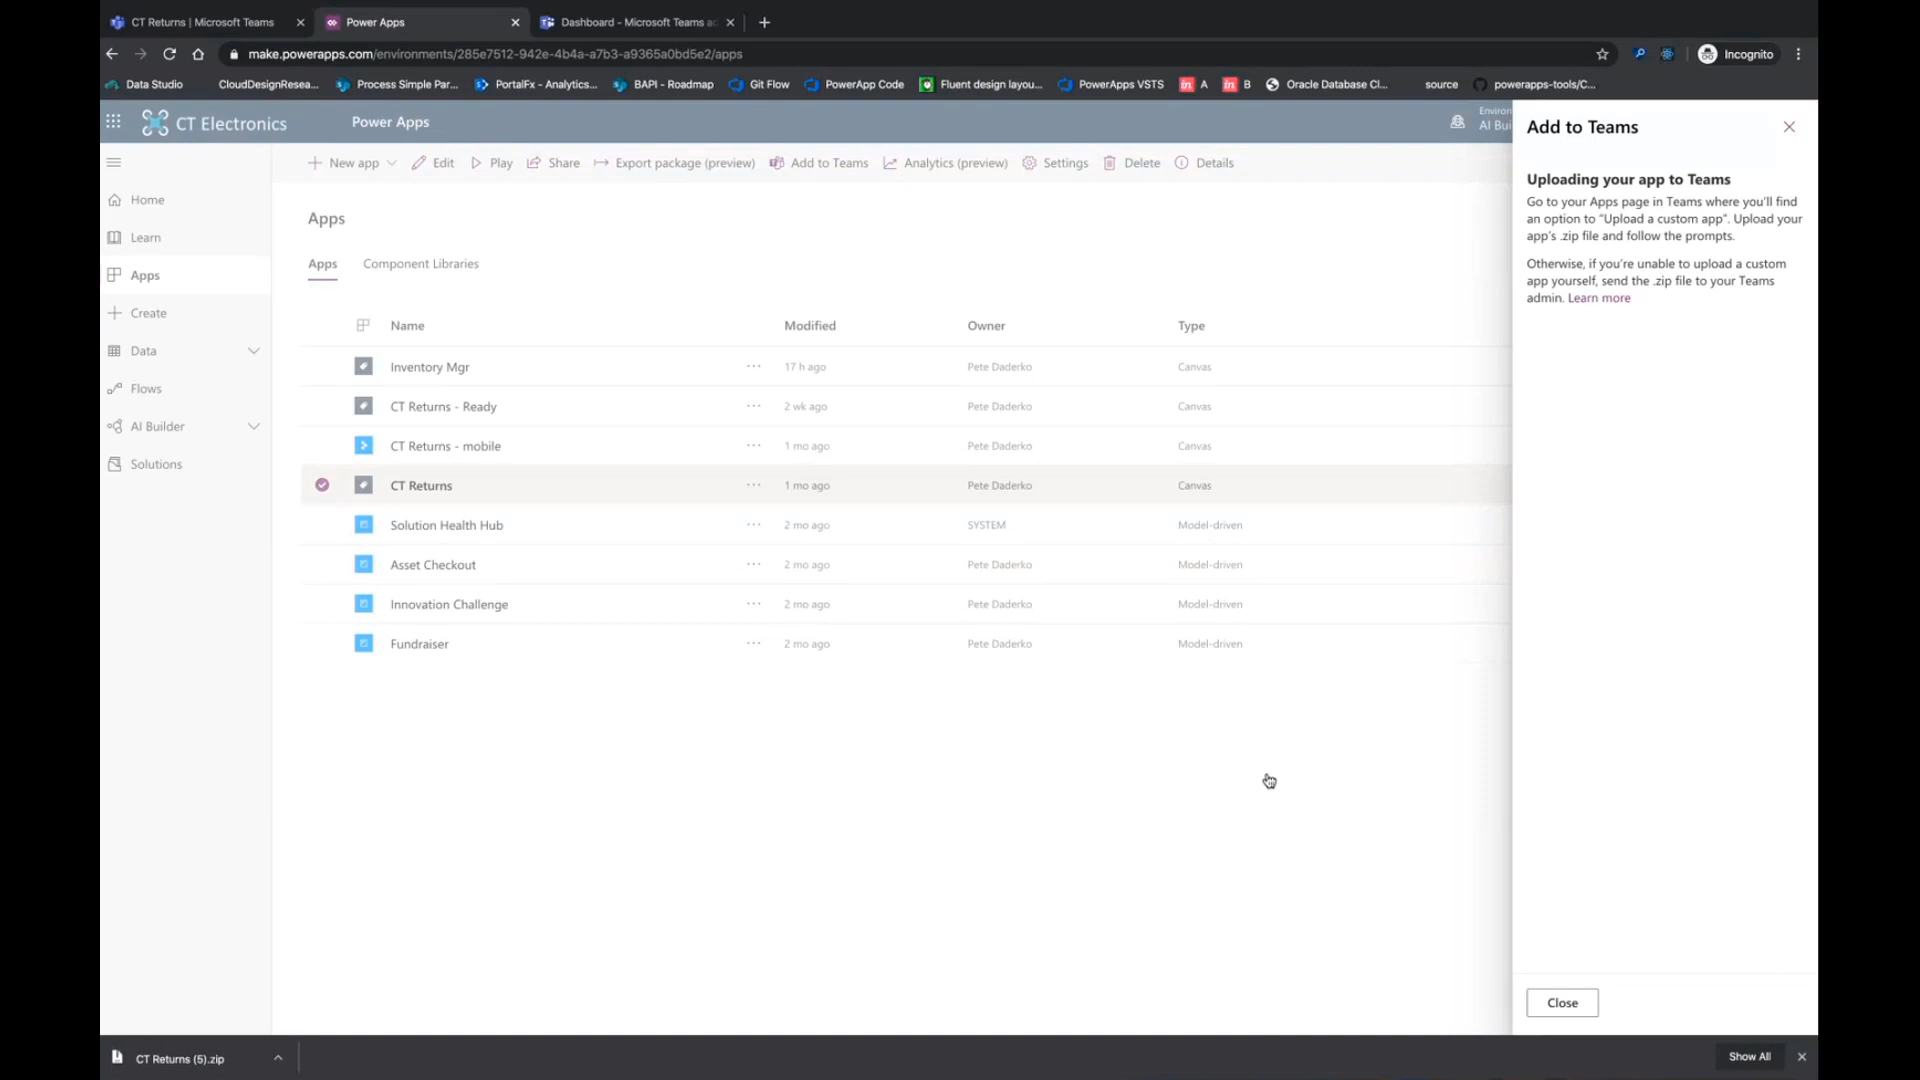 CT Returns | Microsoft Teams
Power Apps
Dashboard - Microsoft Teams a
make.powerapps.com/environments/285e7512-942e-4b4a-a7b3-a9365a0bd5e2/apps
Incognito
Data Studio
CloudDesignResea...
Process Simple Par...
PortalFx - Analytics...
BAPI - Roadmap
Git Flow
PowerApp Code
Fluent design layou...
PowerApps VSTS
in A
in B
Oracle Database Cl...
source
powerapps-tools/C...
CT Electronics
Power Apps
Environ
AI Bui
New app
Edit
Play
Share
Export package (preview)
Add to Teams
Analytics (preview)
Settings
Delete
Details
Home
Learn
Apps
Create
Data
Flows
AI Builder
Solutions
Apps
Apps Component Libraries
Name Modified Owner Type
Inventory Mgr ... 17 h ago Pete Daderko Canvas
CT Returns - Ready ... 2 wk ago Pete Daderko Canvas
CT Returns - mobile ... 1 mo ago Pete Daderko Canvas
CT Returns ... 1 mo ago Pete Daderko Canvas
Solution Health Hub ... 2 mo ago SYSTEM Model-driven
Asset Checkout ... 2 mo ago Pete Daderko Model-driven
Innovation Challenge ... 2 mo ago Pete Daderko Model-driven
Fundraiser ... 2 mo ago Pete Daderko Model-driven
Add to Teams
Uploading your app to Teams
Go to your Apps page in Teams where you'll find
an option to "Upload a custom app". Upload your
app's .zip file and follow the prompts.
Otherwise, if you're unable to upload a custom
app yourself, send the .zip file to your Teams
admin. Learn more
Close
CT Returns (5).zip
Show All